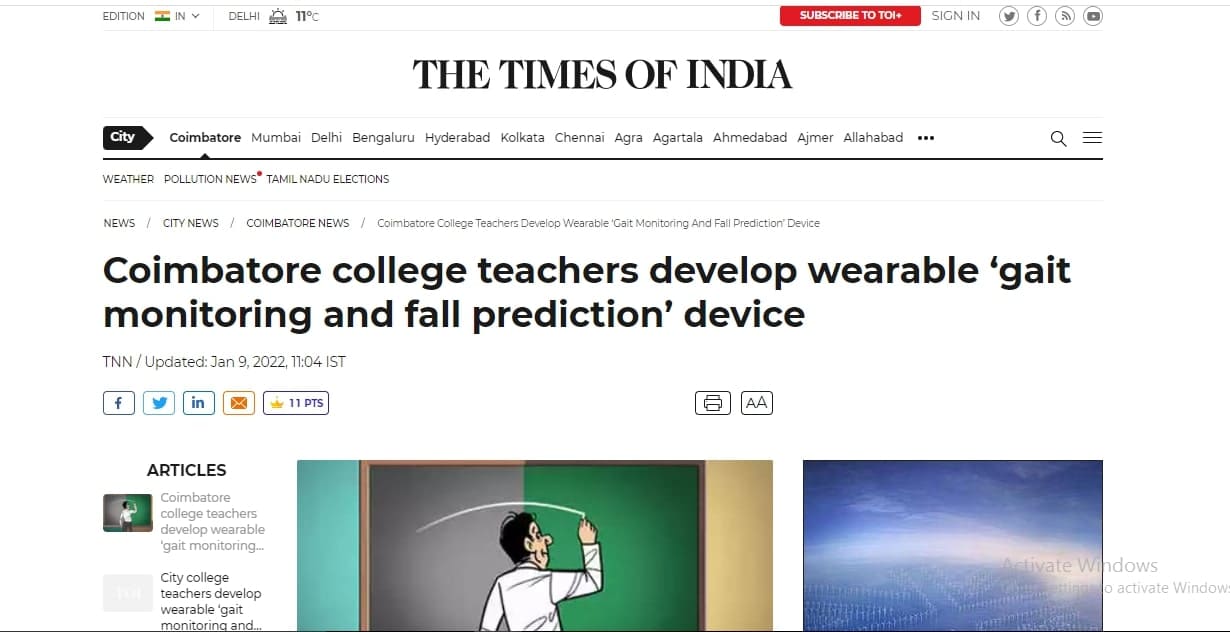 EDITION IN DELHI 11°C SUBSCRIBE TO TOI+ SIGN IN
THE TIMES OF INDIA
City Coimbatore Mumbai Delhi Bengaluru Hyderabad Kolkata Chennai Agra Agartala Ahmedabad Ajmer Allahabad •••
WEATHER POLLUTION NEWS TAMIL NADU ELECTIONS
NEWS / CITY NEWS / COIMBATORE NEWS / Coimbatore College Teachers Develop Wearable ‘Gait Monitoring And Fall Prediction’ Device
Coimbatore college teachers develop wearable ‘gait
monitoring and fall prediction’ device
TNN / Updated: Jan 9, 2022, 11:04 IST
11 PTS AA
ARTICLES
Coimbatore
college teachers
develop wearable
‘gait monitoring...
City college
teachers develop
wearable ‘gait
monitoring and...
TOI
Activate Windows
o activate Windows